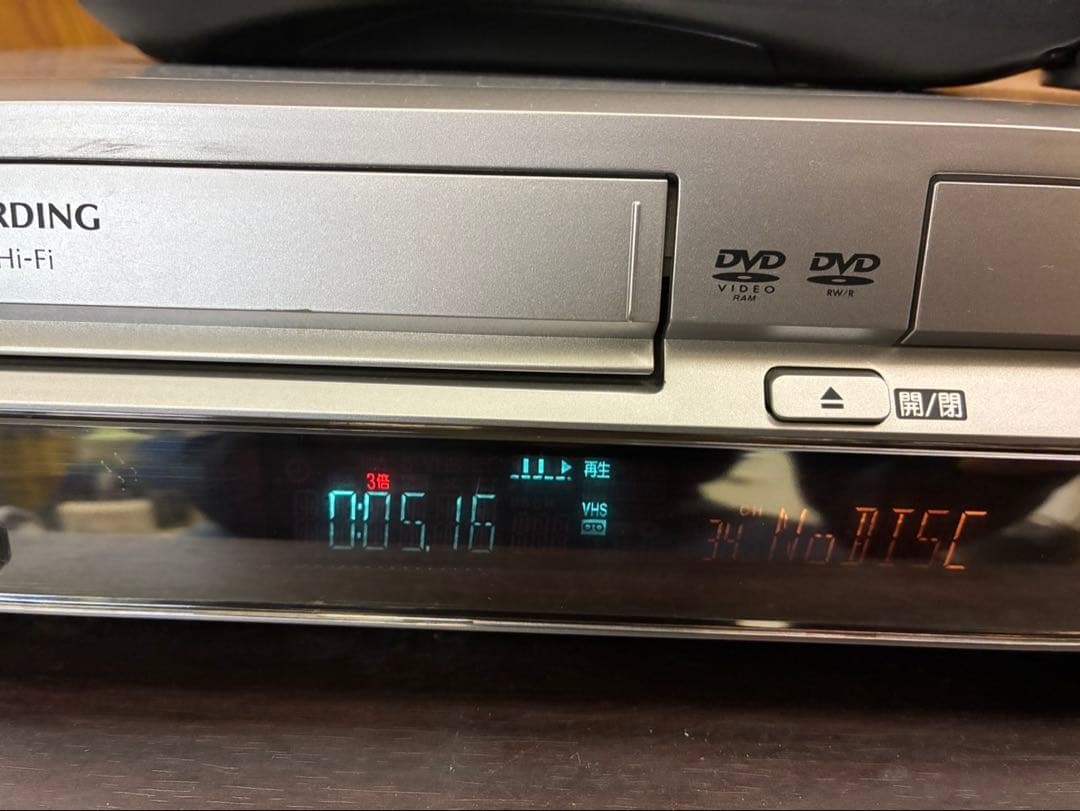 RDING
Hi-Fi
DVD
VIDEO
RAM
DVD
RW/R
開/閉
3倍
再生
0:05.16
VHS
CH
34 No DISC